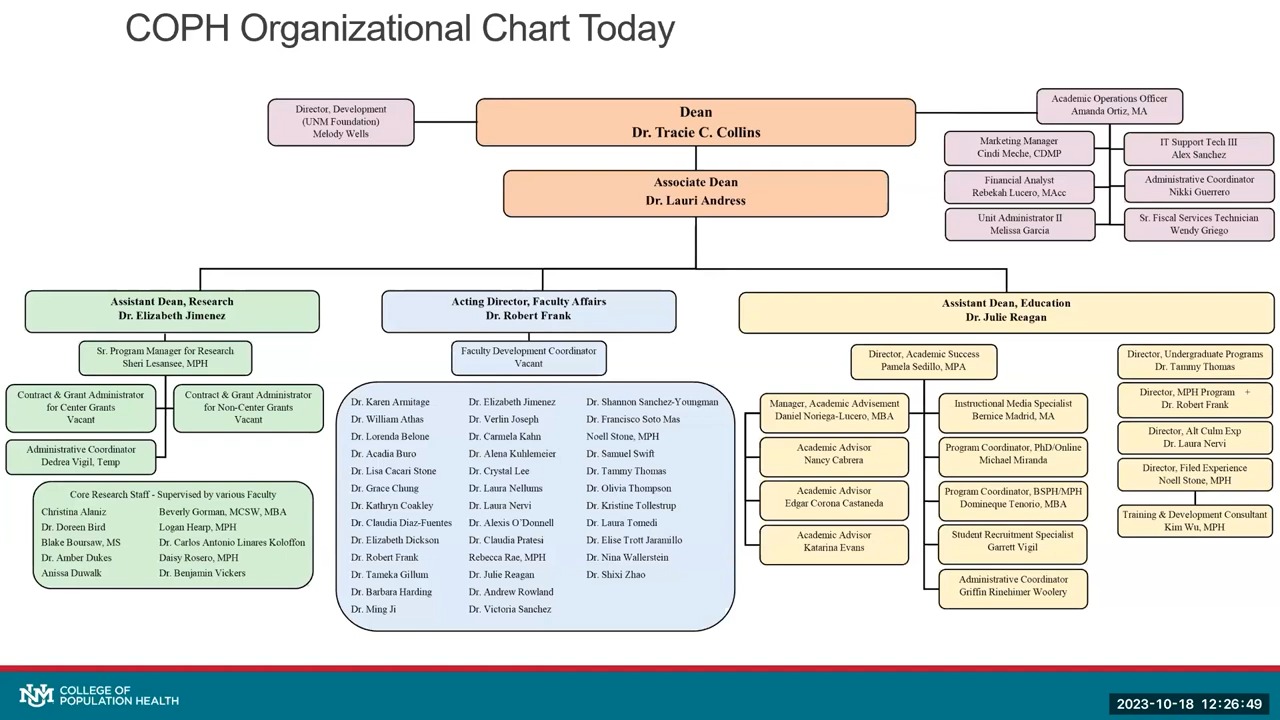 COPH Organizational Chart Today
Director, Development
(UNM Foundation)
Melody Wells
Dean
Dr. Tracie C. Collins
Academic Operations Officer
Amanda Ortiz, MA
Marketing Manager
Cindi Meche, CDMP
IT Support Tech III
Alex Sanchez
Financial Analyst
Rebekah Lucero, MAcc
Administrative Coordinator
Nikki Guerrero
Unit Administrator II
Melissa Garcia
Sr. Fiscal Services Technician
Wendy Griego
Associate Dean
Dr. Lauri Andress
Assistant Dean, Research
Dr. Elizabeth Jimenez
Sr. Program Manager for Research
Sheri Lesansee, MPH
Contract & Grant Administrator
for Center Grants
Vacant
Contract & Grant Administrator
for Non-Center Grants
Vacant
Administrative Coordinator
Dedrea Vigil, Temp
Core Research Staff - Supervised by various Faculty
Christina Alaniz
Dr. Doreen Bird
Blake Boursaw, MS
Dr. Amber Dukes
Anissa Duwalk
Beverly Gorman, MCSW, MBA
Logan Hearp, MPH
Dr. Carlos Antonio Linares Koloffon
Daisy Rosero, MPH
Dr. Benjamin Vickers
Acting Director, Faculty Affairs
Dr. Robert Frank
Faculty Development Coordinator
Vacant
Dr. Karen Armitage
Dr. William Athas
Dr. Lorenda Belone
Dr. Acadia Buro
Dr. Lisa Cacari Stone
Dr. Grace Chung
Dr. Kathryn Coakley
Dr. Claudia Diaz-Fuentes
Dr. Elizabeth Dickson
Dr. Robert Frank
Dr. Tameka Gillum
Dr. Barbara Harding
Dr. Ming Ji
Dr. Elizabeth Jimenez
Dr. Verlin Joseph
Dr. Carmela Kahn
Dr. Alena Kuhlemeier
Dr. Crystal Lee
Dr. Laura Nellums
Dr. Laura Nervi
Dr. Alexis O'Donnell
Dr. Claudia Pratesi
Rebecca Rae, MPH
Dr. Julie Reagan
Dr. Andrew Rowland
Dr. Victoria Sanchez
Dr. Shannon Sanchez-Youngman
Dr. Francisco Soto Mas
Noell Stone, MPH
Dr. Samuel Swift
Dr. Tammy Thomas
Dr. Olivia Thompson
Dr. Kristine Tollestrup
Dr. Laura Tomedi
Dr. Elise Trott Jaramillo
Dr. Nina Wallerstein
Dr. Shixi Zhao
Assistant Dean, Education
Dr. Julie Reagan
Director, Academic Success
Pamela Sedillo, MPA
Manager, Academic Advisement
Daniel Noriega-Lucero, MBA
Academic Advisor
Nancy Cabrera
Academic Advisor
Edgar Corona Castaneda
Academic Advisor
Katarina Evans
Instructional Media Specialist
Bernice Madrid, MA
Program Coordinator, PhD/Online
Michael Miranda
Program Coordinator, BSPH/MPH
Domineque Tenorio, MBA
Student Recruitment Specialist
Garrett Vigil
Administrative Coordinator
Griffin Rinehimer Woolery
Director, Undergraduate Programs
Dr. Tammy Thomas
Director, MPH Program +
Dr. Robert Frank
Director, Alt Culm Exp
Dr. Laura Nervi
Director, Filed Experience
Noell Stone, MPH
Training & Development Consultant
Kim Wu, MPH
UNM COLLEGE OF
POPULATION HEALTH
2023-10-18 12:26:49